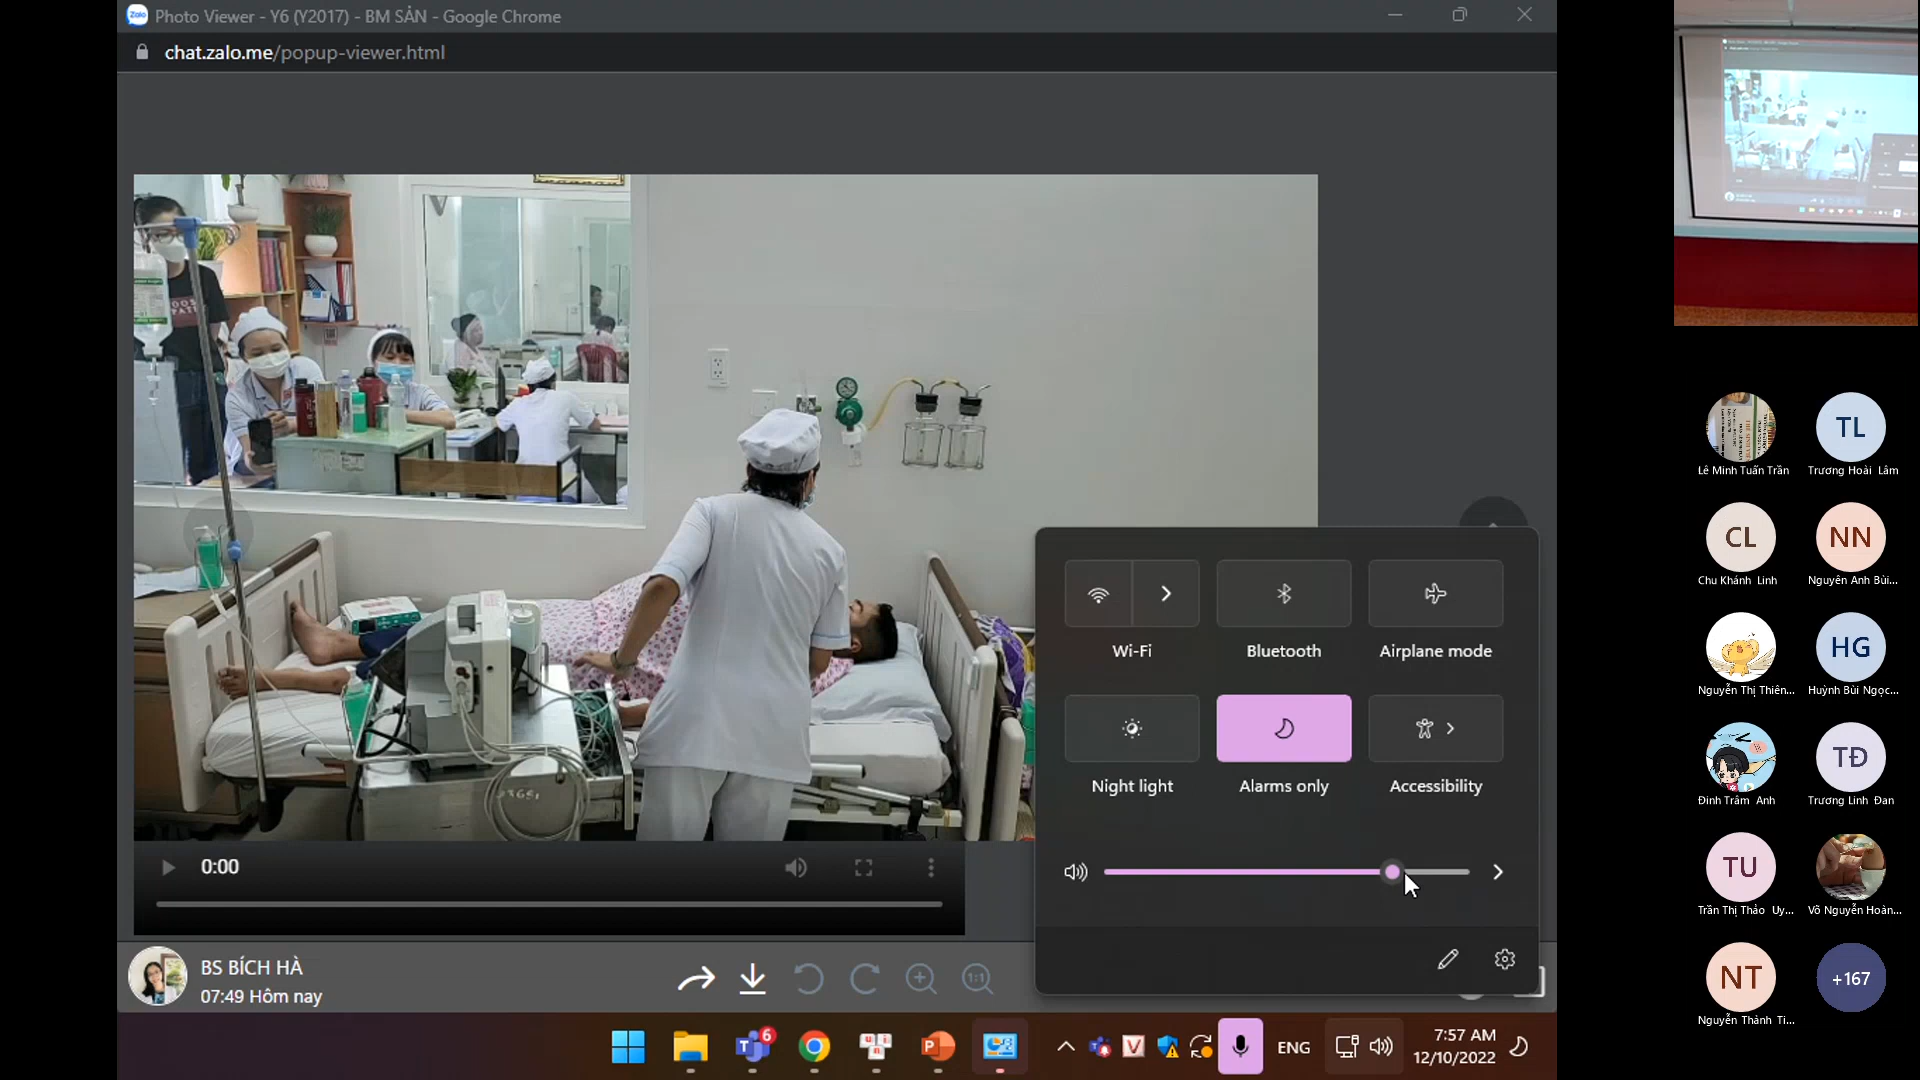 Photo Viewer - Y6 (Y2017) - BM SẢN - Google Chrome
chat.zalo.me/popup-viewer.html
Wi-Fi
Bluetooth
Airplane mode
Night light
Alarms only
Accessibility
0:00
BS BÍCH HÀ
07:49 Hôm nay
1:1
6
ENG
7:57 AM
12/10/2022
Lê Minh Tuấn Trần
TL
Trương Hoài Lâm
CL
Chu Khánh Linh
NN
Nguyễn Anh Bùi...
Nguyễn Thị Thiên...
HG
Huỳnh Bùi Ngọc...
Đinh Trâm Anh
TĐ
Trương Linh Đan
TU
Trần Thị Thảo Uy...
Võ Nguyễn Hoàn...
NT
Nguyễn Thành Ti...
+167